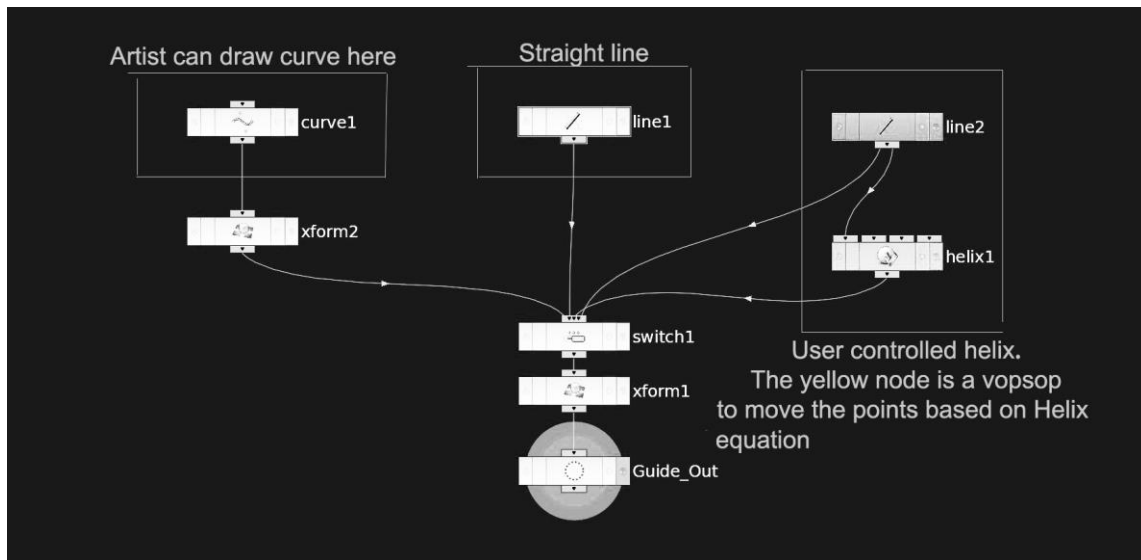 Artist can draw curve here
Straight line
curve1
line1
line2
xform2
helix1
switch1
User controlled helix.
The yellow node is a vopsop
xform1
to move the points based on Helix
equation
Guide_Out